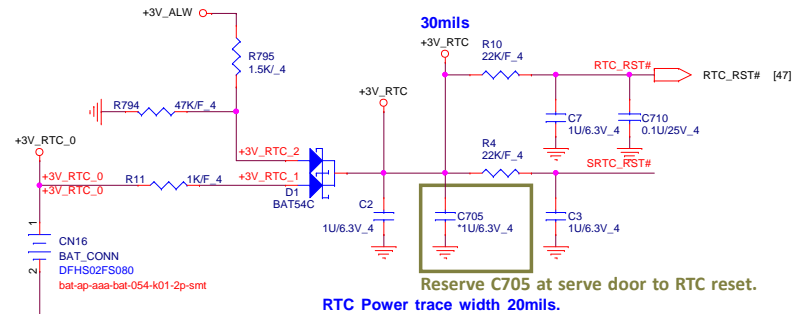 +3V_ALW
30mils
+3V_RTC
R10
22K/F_4
RTC_RST#
RTC_RST# [47]
R795
1.5K/_4
+3V_RTC
R794
47K/F_4
C7
1U/6.3V_4
C710
0.1U/25V_4
+3V_RTC_0
+3V_RTC_2
R4
22K/F_4
SRTC_RST#
+3V_RTC_0
+3V_RTC_0
R11
1K/F_4
+3V_RTC_1
D1
BAT54C
C2
1U/6.3V_4
C705
*1U/6.3V_4
C3
1U/6.3V_4
1
CN16
BAT_CONN
DFHS02FS080
bat-ap-aaa-bat-054-k01-2p-smt
2
Reserve C705 at serve door to RTC reset.
RTC Power trace width 20mils.